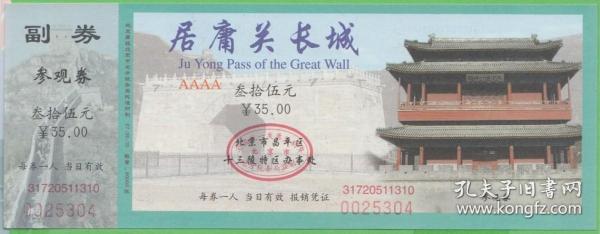 副 券
参观券
叁拾伍元
￥35.00
每券一人 当日有效
31720511310
0025304
居庸关长城
Ju Yong Pass of the Great Wall
AAAA
叁拾伍元
￥35.00
北京市昌平区
十三陵特区办事处
每券一人 当日有效 报销凭证
31720511310
0025304
孔夫子旧书网
www.kongfz.com